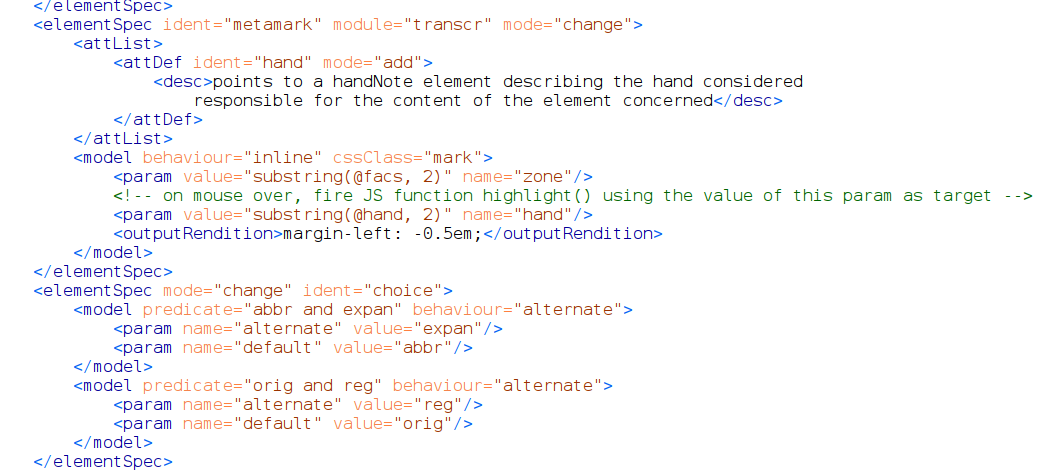 </elementSpec>
<elementSpec ident="metamark" module="transcr" mode="change">
<attList>
<attDef ident="hand" mode="add">
<desc>points to a handNote element describing the hand considered
responsible for the content of the element concerned</desc>
</attDef>
</attList>
<model behaviour="inline" cssClass="mark">
<param value="substring(@facs, 2)" name="zone"/>
<!-- on mouse over, fire JS function highlight() using the value of this param as target -->
<param value="substring(@hand, 2)" name="hand"/>
<outputRendition>margin-left: -0.5em;</outputRendition>
</model>
</elementSpec>
<elementSpec mode="change" ident="choice">
<model predicate="abbr and expan" behaviour="alternate">
<param name="alternate" value="expan"/>
<param name="default" value="abbr"/>
</model>
<model predicate="orig and reg" behaviour="alternate">
<param name="alternate" value="reg"/>
<param name="default" value="orig"/>
</model>
</elementSpec>